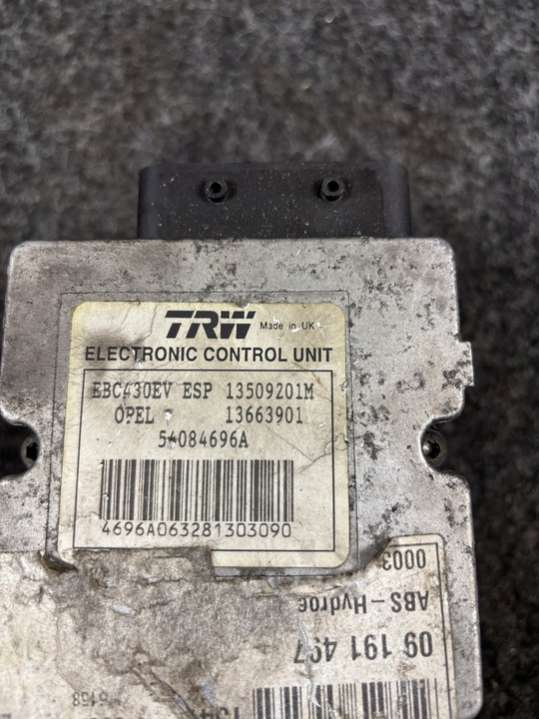 TRW Made in UK
ELECTRONIC CONTROL UNIT
EBC430EV ESP 13509201M
OPEL 13663901
54084696A
4696A063281303090
0003
ABS-Hydroc
09 191 497